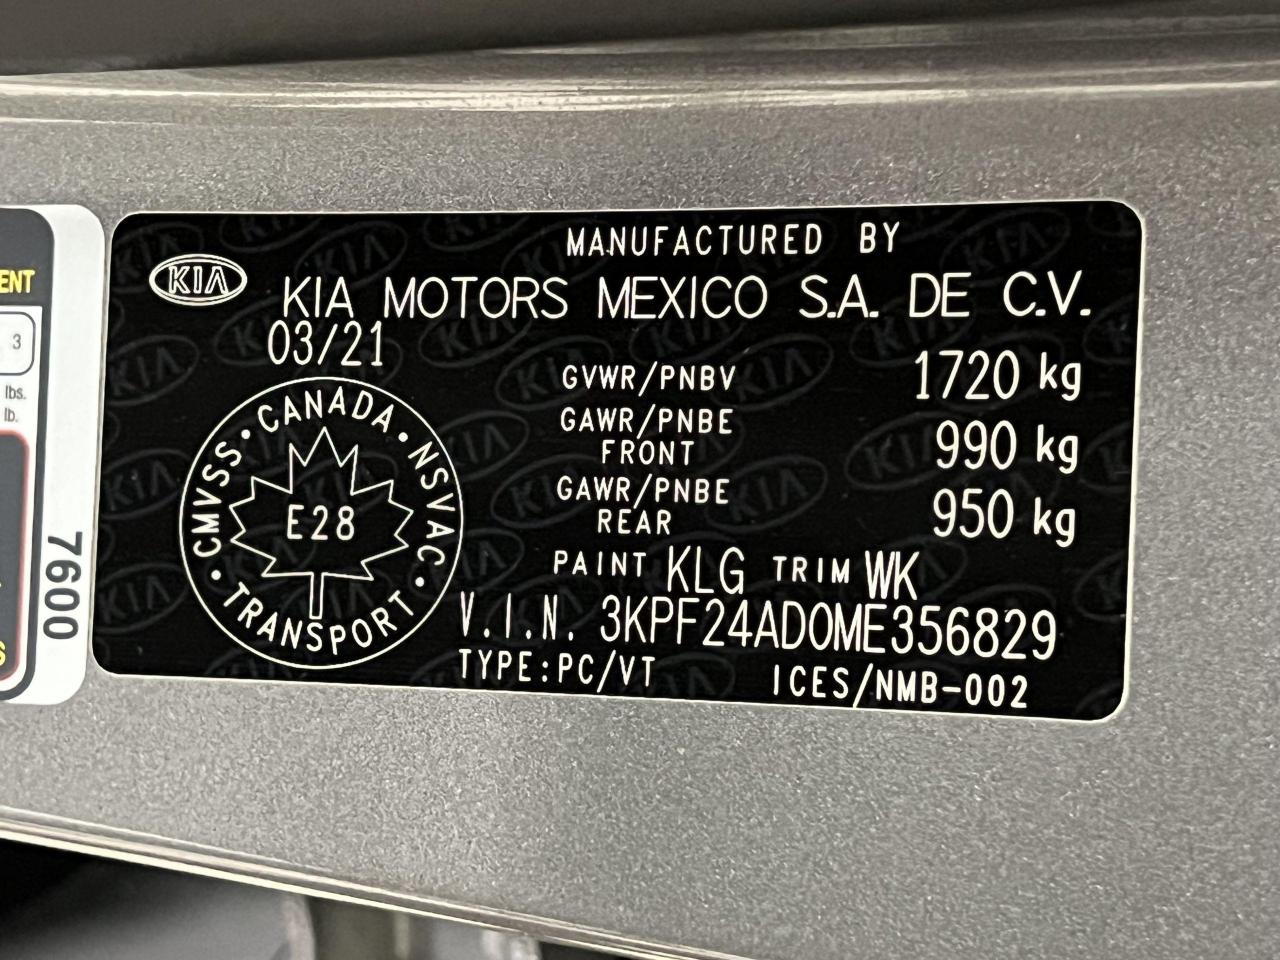 ENT
3
lbs.
lb.
S
7600
KIA
MANUFACTURED BY
KIA MOTORS MEXICO S.A. DE C.V.
03/21
GVWR/PNBV 1720 kg
GAWR/PNBE
FRONT 990 kg
GAWR/PNBE
REAR 950 kg
CANADA • NSVAC • TRANSPORT • CMVSS •
E28
PAINT KLG TRIM WK
V.I.N. 3KPF24AD0ME356829
TYPE:PC/VT ICES/NMB-002